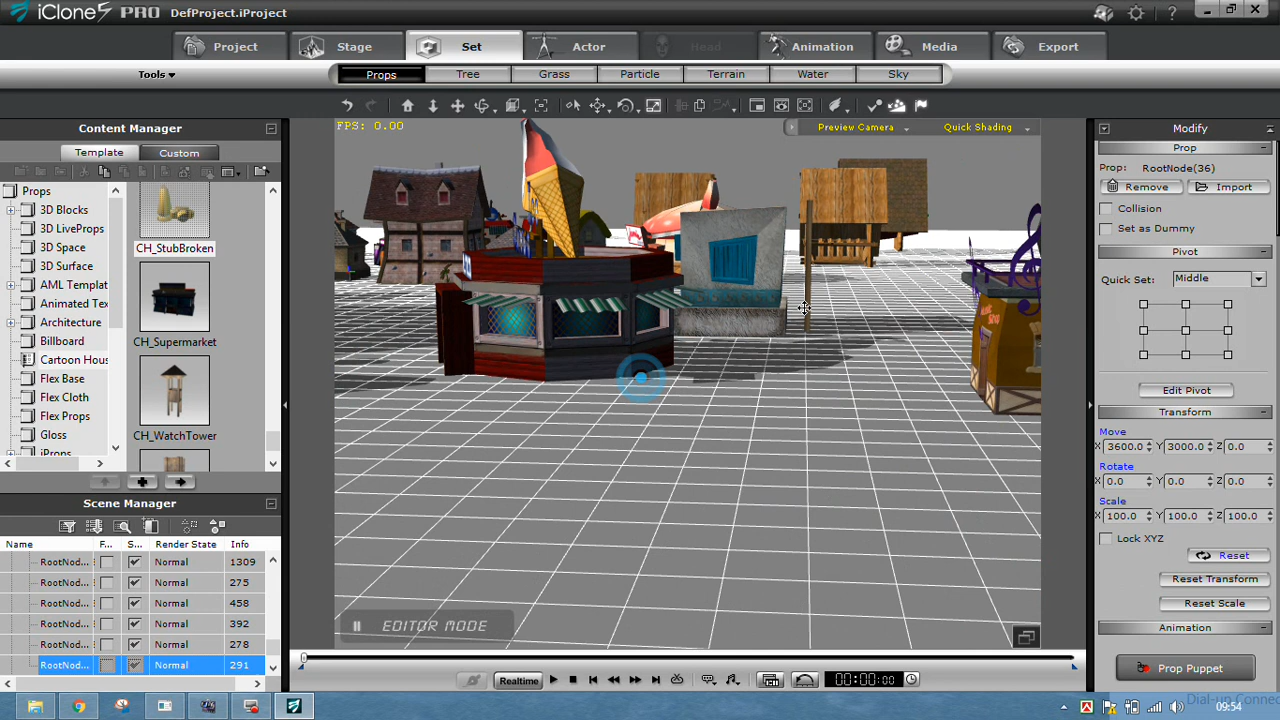 iClone5 PRO DefProject.iProject
Project Stage Set Actor Head Animation Media Export
Tools Props Tree Grass Particle Terrain Water Sky
Content Manager
Template Custom
Props
3D Blocks
3D LiveProps
3D Space
3D Surface
AML Templat
Animated Tex
Architecture
Billboard
Cartoon Hous
Flex Base
Flex Cloth
Flex Props
Gloss
iProps
CH_StubBroken
CH_Supermarket
CH_WatchTower
Scene Manager
Name F... S... Render State Info
RootNod... Normal 1309
RootNod... Normal 275
RootNod... Normal 458
RootNod... Normal 392
RootNod... Normal 278
RootNod... Normal 291
FPS: 0.00 Preview Camera Quick Shading
EDITOR MODE
Realtime 00:00:00
Modify
Prop
Prop: RootNode(36)
Remove Import
Collision
Set as Dummy
Pivot
Quick Set: Middle
Edit Pivot
Transform
Move
X 3600.0 Y 3000.0 Z 0.0
Rotate
X 0.0 Y 0.0 Z 0.0
Scale
X 100.0 Y 100.0 Z 100.0
Lock XYZ
Reset
Reset Transform
Reset Scale
Animation
Prop Puppet
Dial-up Connec
09:54